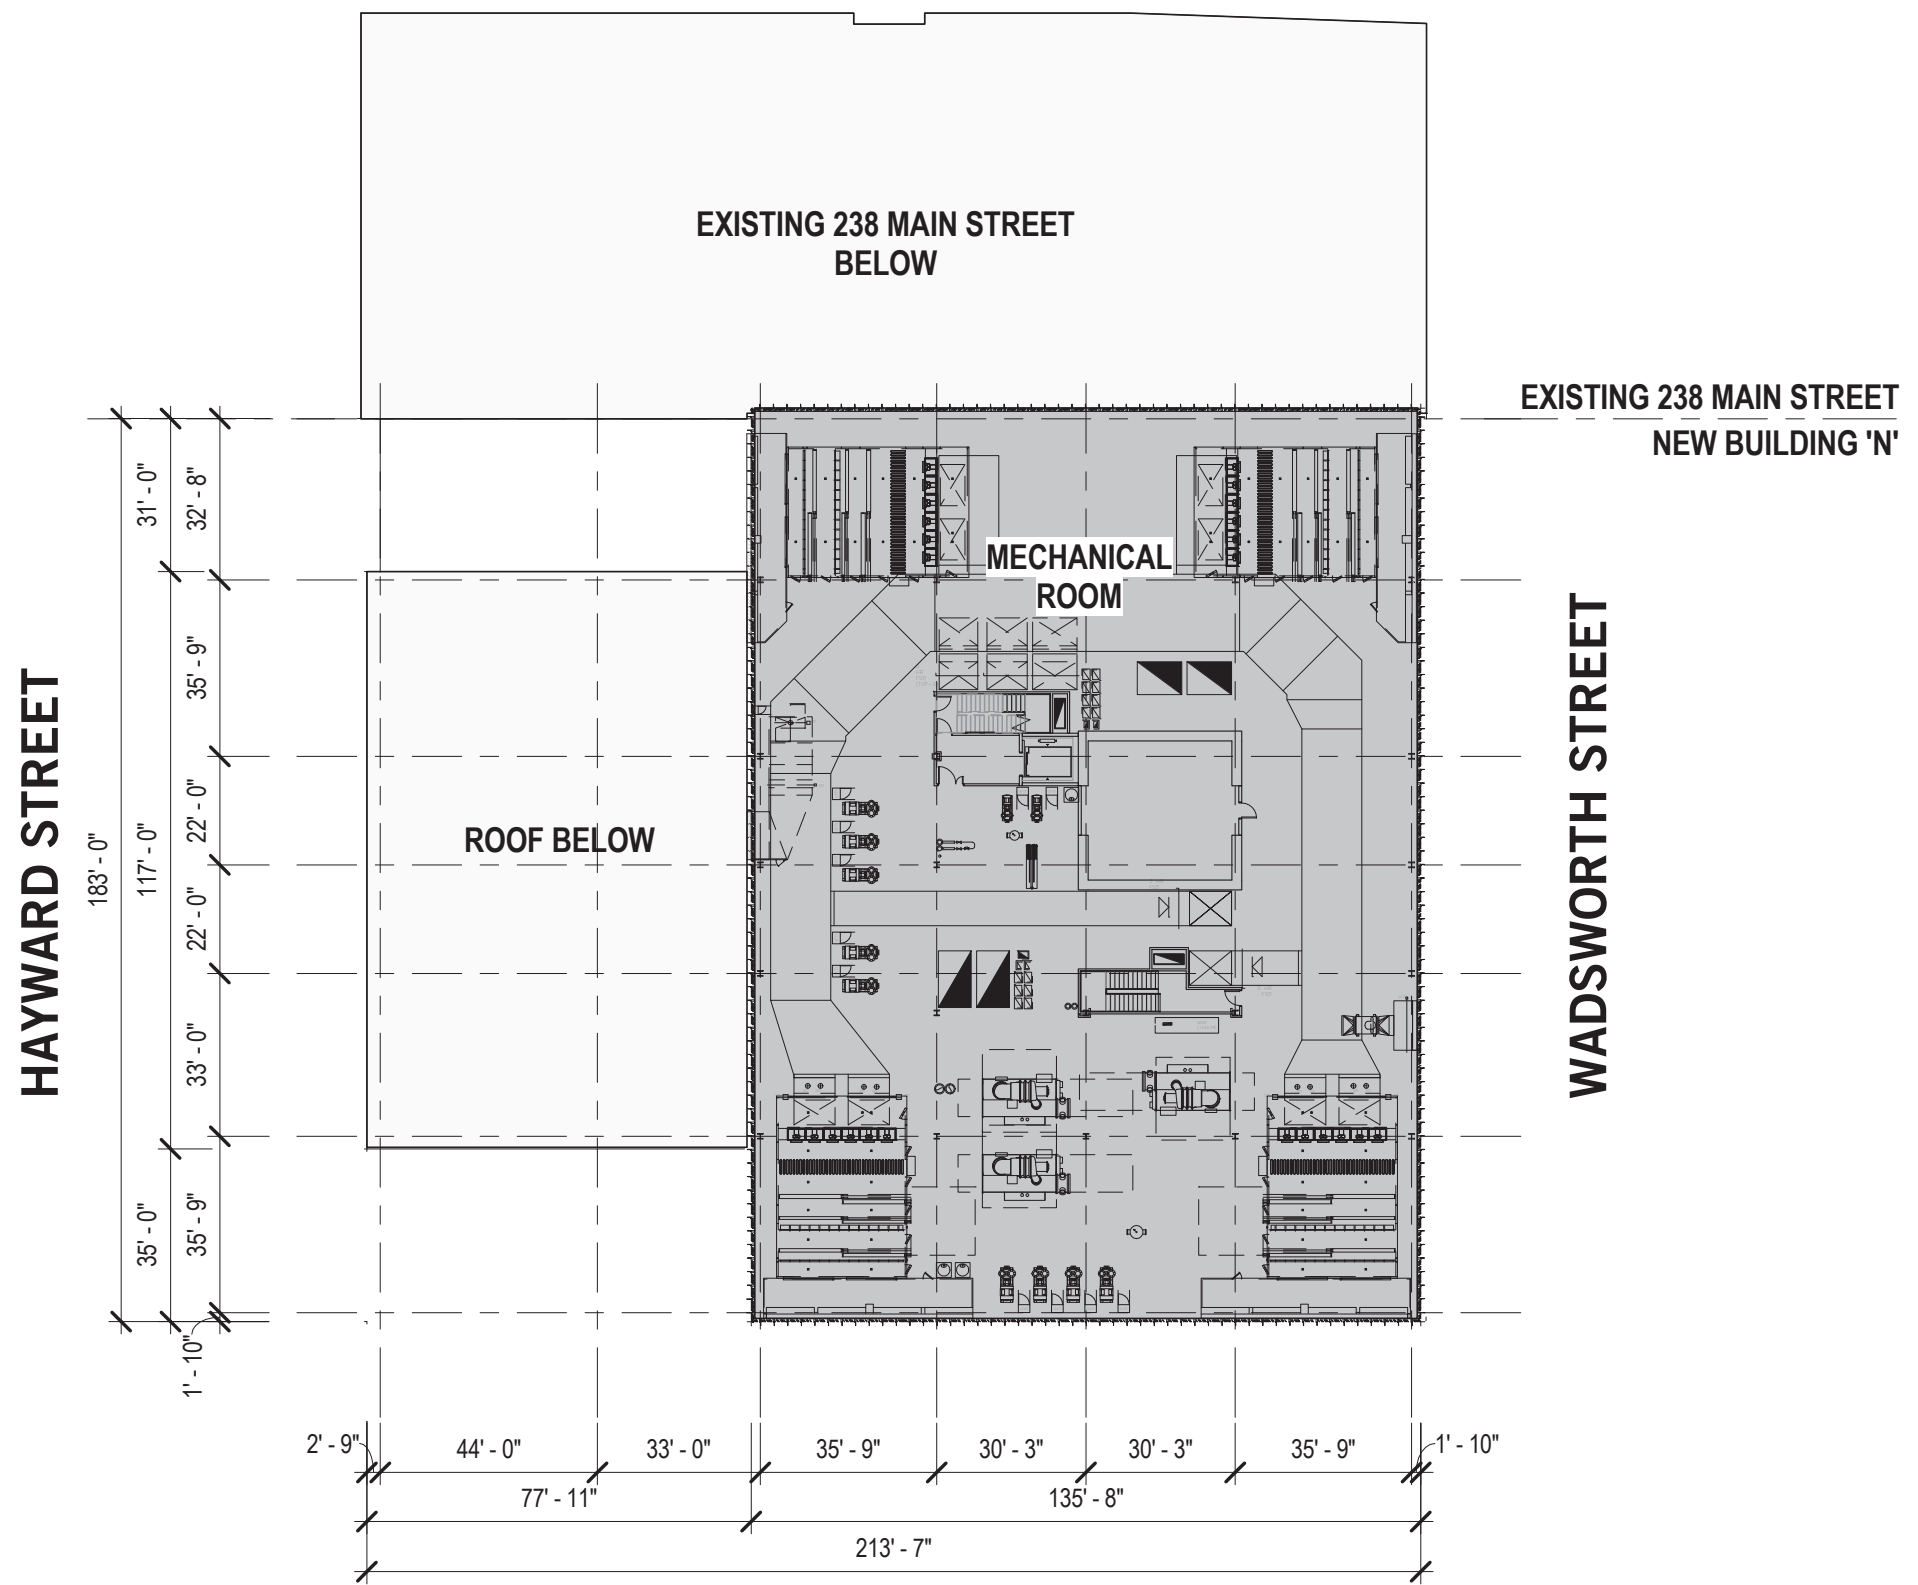 EXISTING 238 MAIN STREET
BELOW
EXISTING 238 MAIN STREET
NEW BUILDING 'N'
MECHANICAL
ROOM
ROOF BELOW
HAYWARD STREET
WADSWORTH STREET
183' - 0"
31' - 0"
117' - 0"
35' - 0"
32' - 8"
35' - 9"
22' - 0"
22' - 0"
33' - 0"
35' - 9"
1' - 10"
2' - 9"
44' - 0"
33' - 0"
35' - 9"
30' - 3"
30' - 3"
35' - 9"
1' - 10"
77' - 11"
135' - 8"
213' - 7"